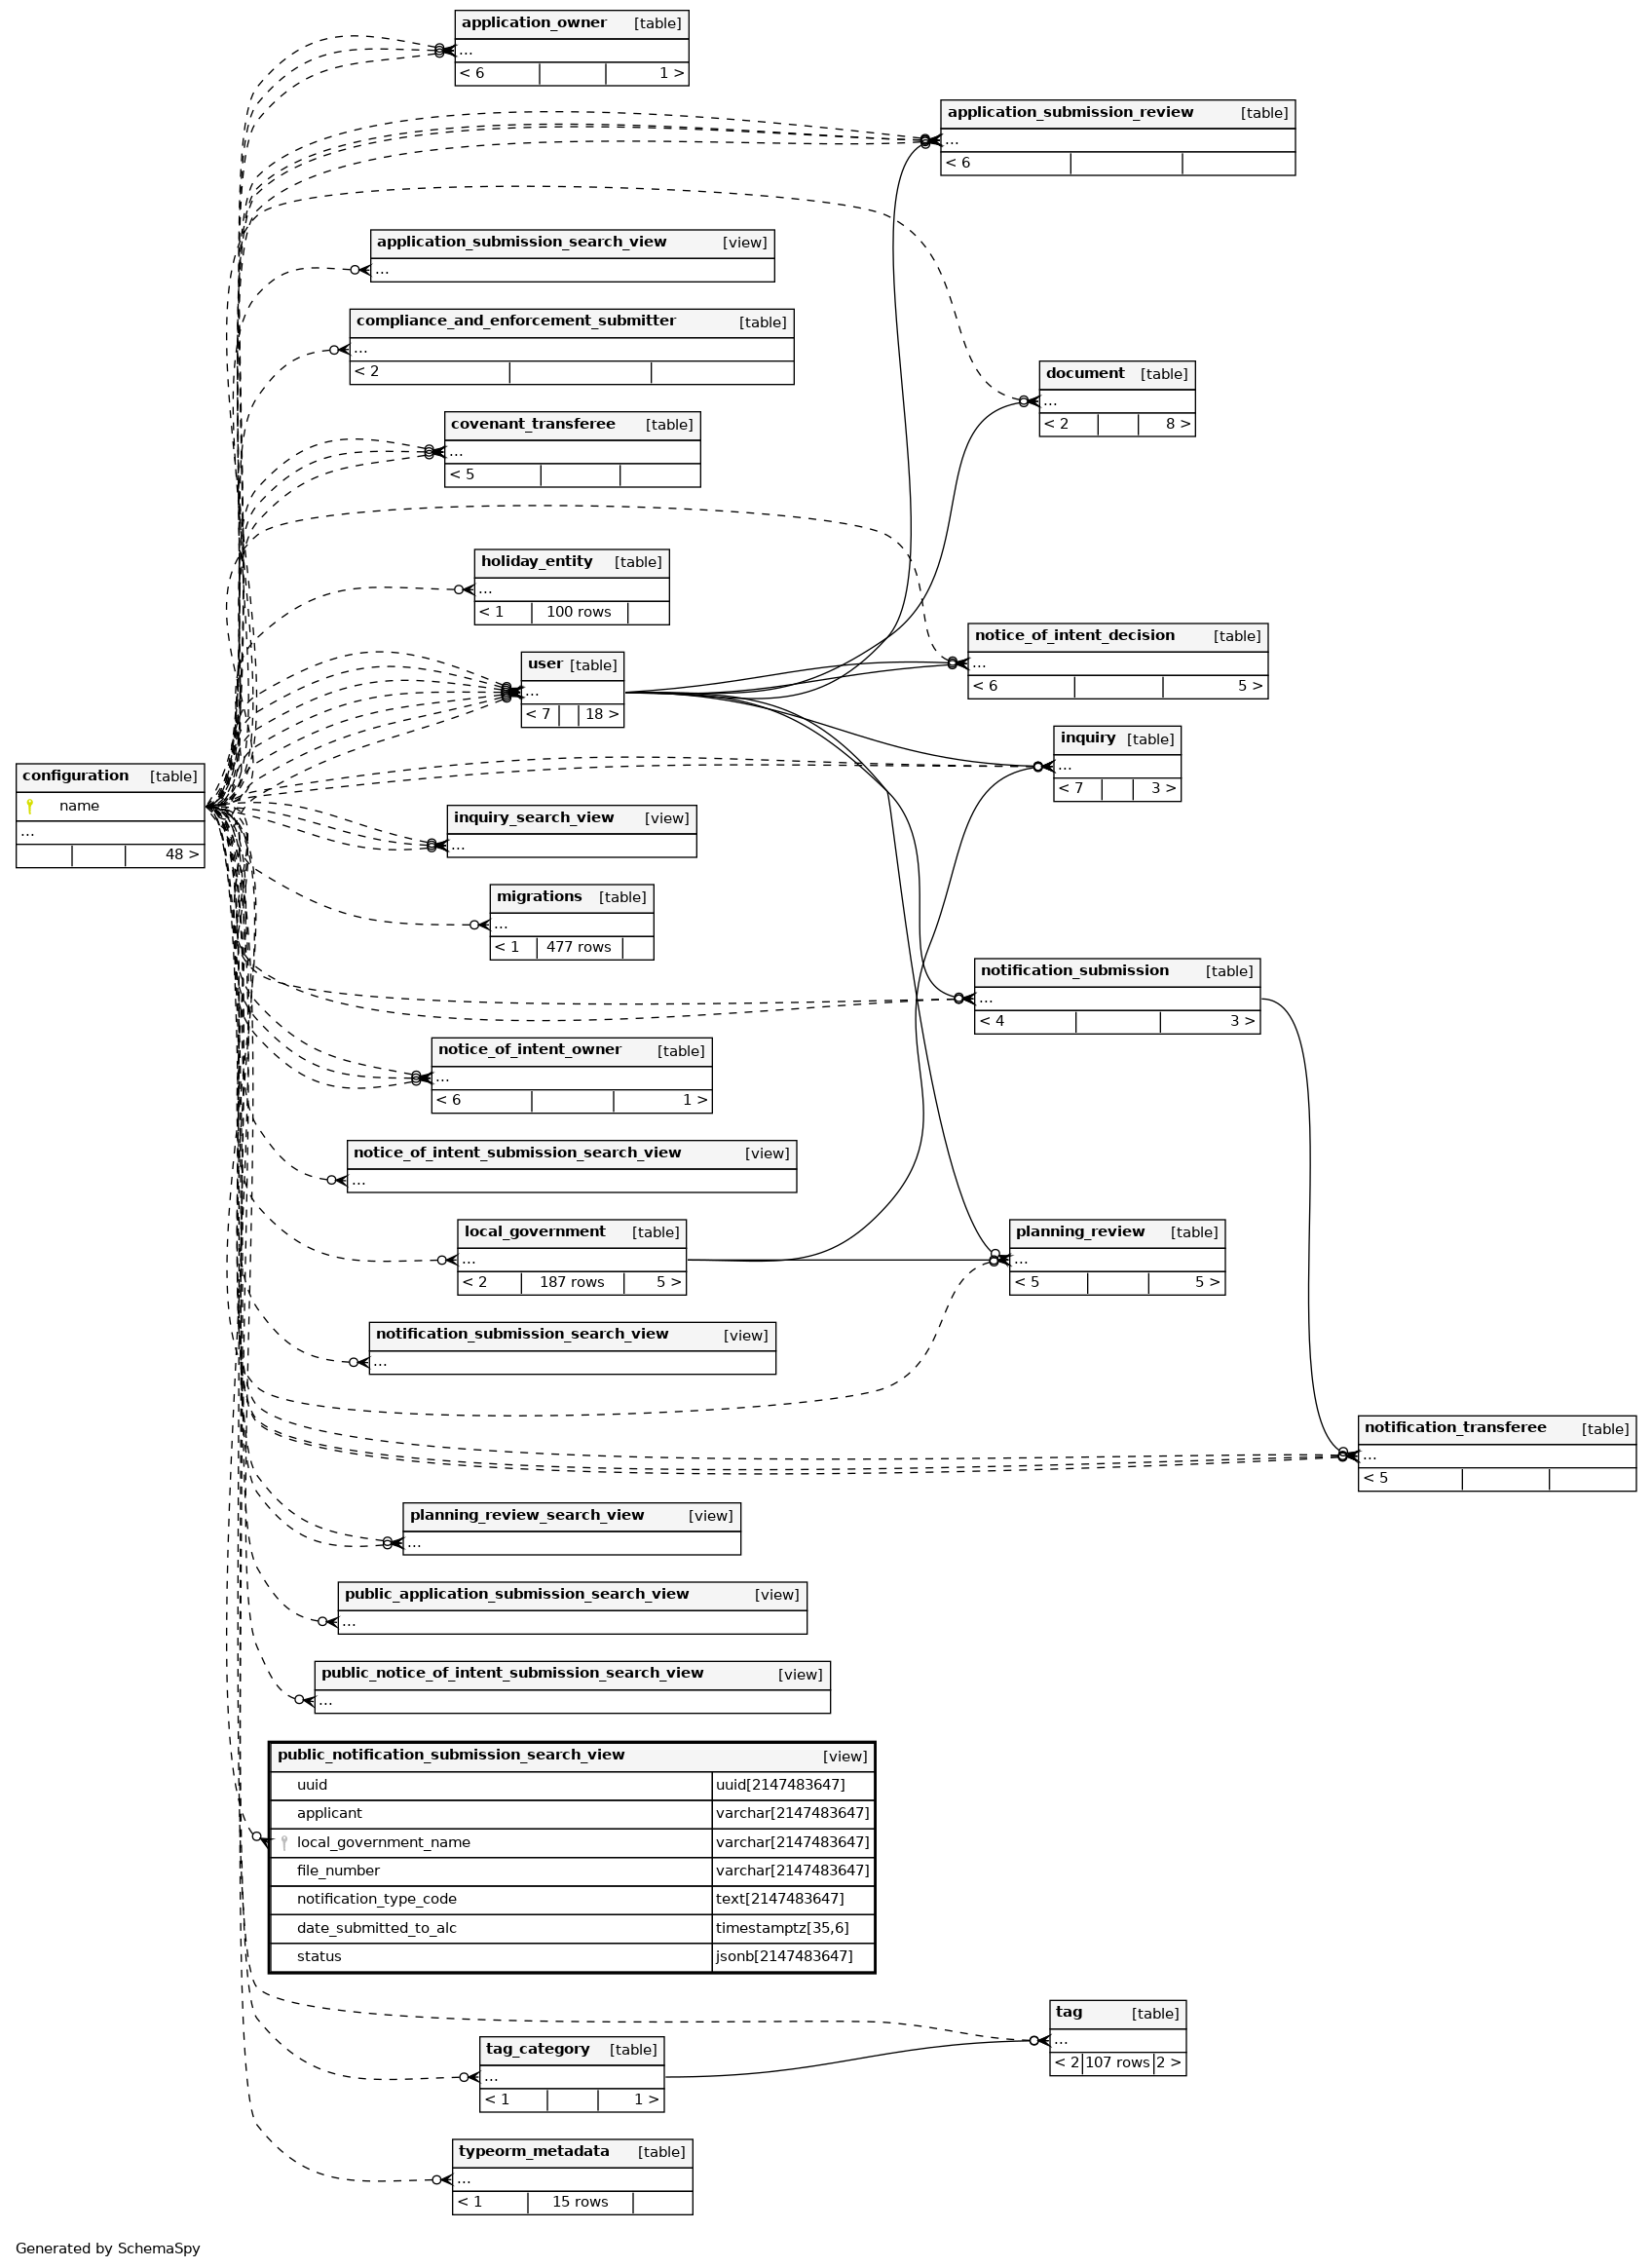 application_owner [table]
...
< 6 1 >
application_submission_review [table]
...
< 6
application_submission_search_view [view]
...
compliance_and_enforcement_submitter [table]
...
< 2
document [table]
...
< 2 8 >
covenant_transferee [table]
...
< 5
holiday_entity [table]
...
< 1 100 rows
notice_of_intent_decision [table]
...
< 6 5 >
user [table]
...
< 7 18 >
inquiry [table]
...
< 7 3 >
configuration [table]
name
...
48 >
inquiry_search_view [view]
...
migrations [table]
...
< 1 477 rows
notification_submission [table]
...
< 4 3 >
notice_of_intent_owner [table]
...
< 6 1 >
notice_of_intent_submission_search_view [view]
...
local_government [table]
...
< 2 187 rows 5 >
planning_review [table]
...
< 5 5 >
notification_submission_search_view [view]
...
notification_transferee [table]
...
< 5
planning_review_search_view [view]
...
public_application_submission_search_view [view]
...
public_notice_of_intent_submission_search_view [view]
...
public_notification_submission_search_view [view]
uuid uuid[2147483647]
applicant varchar[2147483647]
local_government_name varchar[2147483647]
file_number varchar[2147483647]
notification_type_code text[2147483647]
date_submitted_to_alc timestamptz[35,6]
status jsonb[2147483647]
tag [table]
...
< 2 107 rows 2 >
tag_category [table]
...
< 1 1 >
typeorm_metadata [table]
...
< 1 15 rows
Generated by SchemaSpy